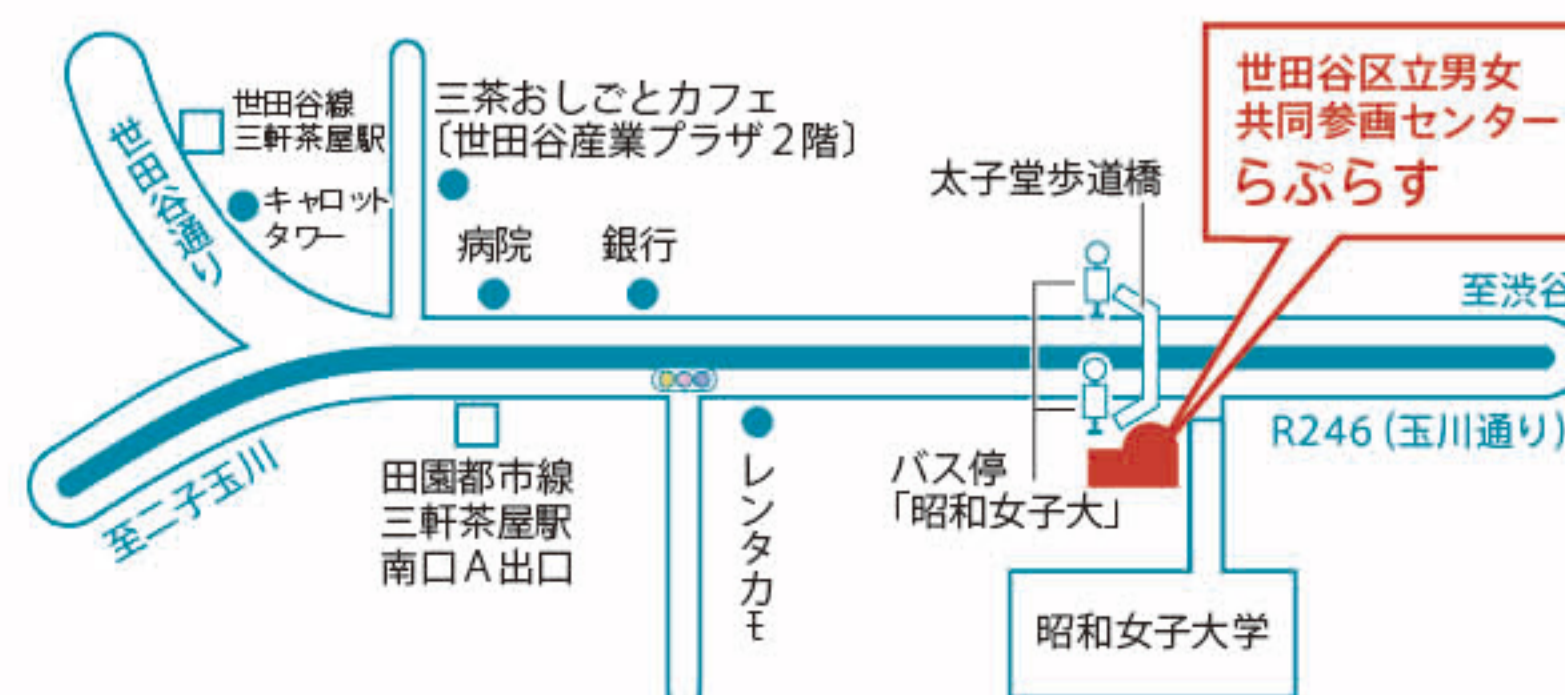 世田谷通り
世田谷線
三軒茶屋駅
キャロット
タワー
三茶おしごとカフェ
〔世田谷産業プラザ2階〕
病院
銀行
太子堂歩道橋
世田谷区立男女
共同参画センター
らぷらす
至渋谷
R246 (玉川通り)
至二子玉川
田園都市線
三軒茶屋駅
南口A出口
レンタカモ
バス停
「昭和女子大」
昭和女子大学